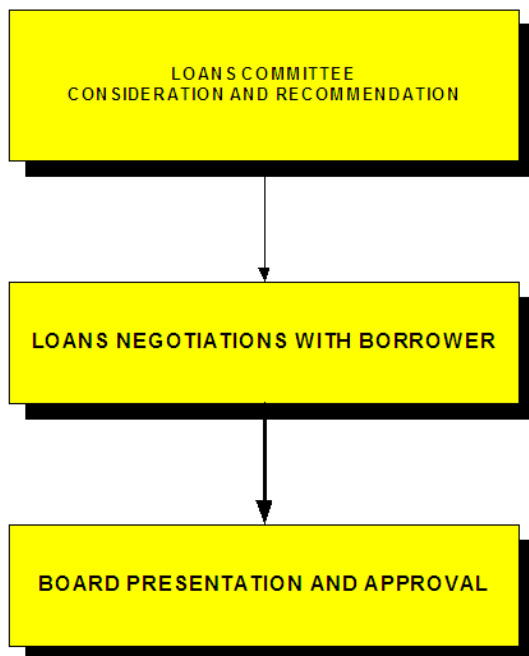 LOANS COMMITTEE
CONSIDERATION AND RECOMMENDATION
LOANS NEGOTIATIONS WITH BORROWER
BOARD PRESENTATION AND APPROVAL